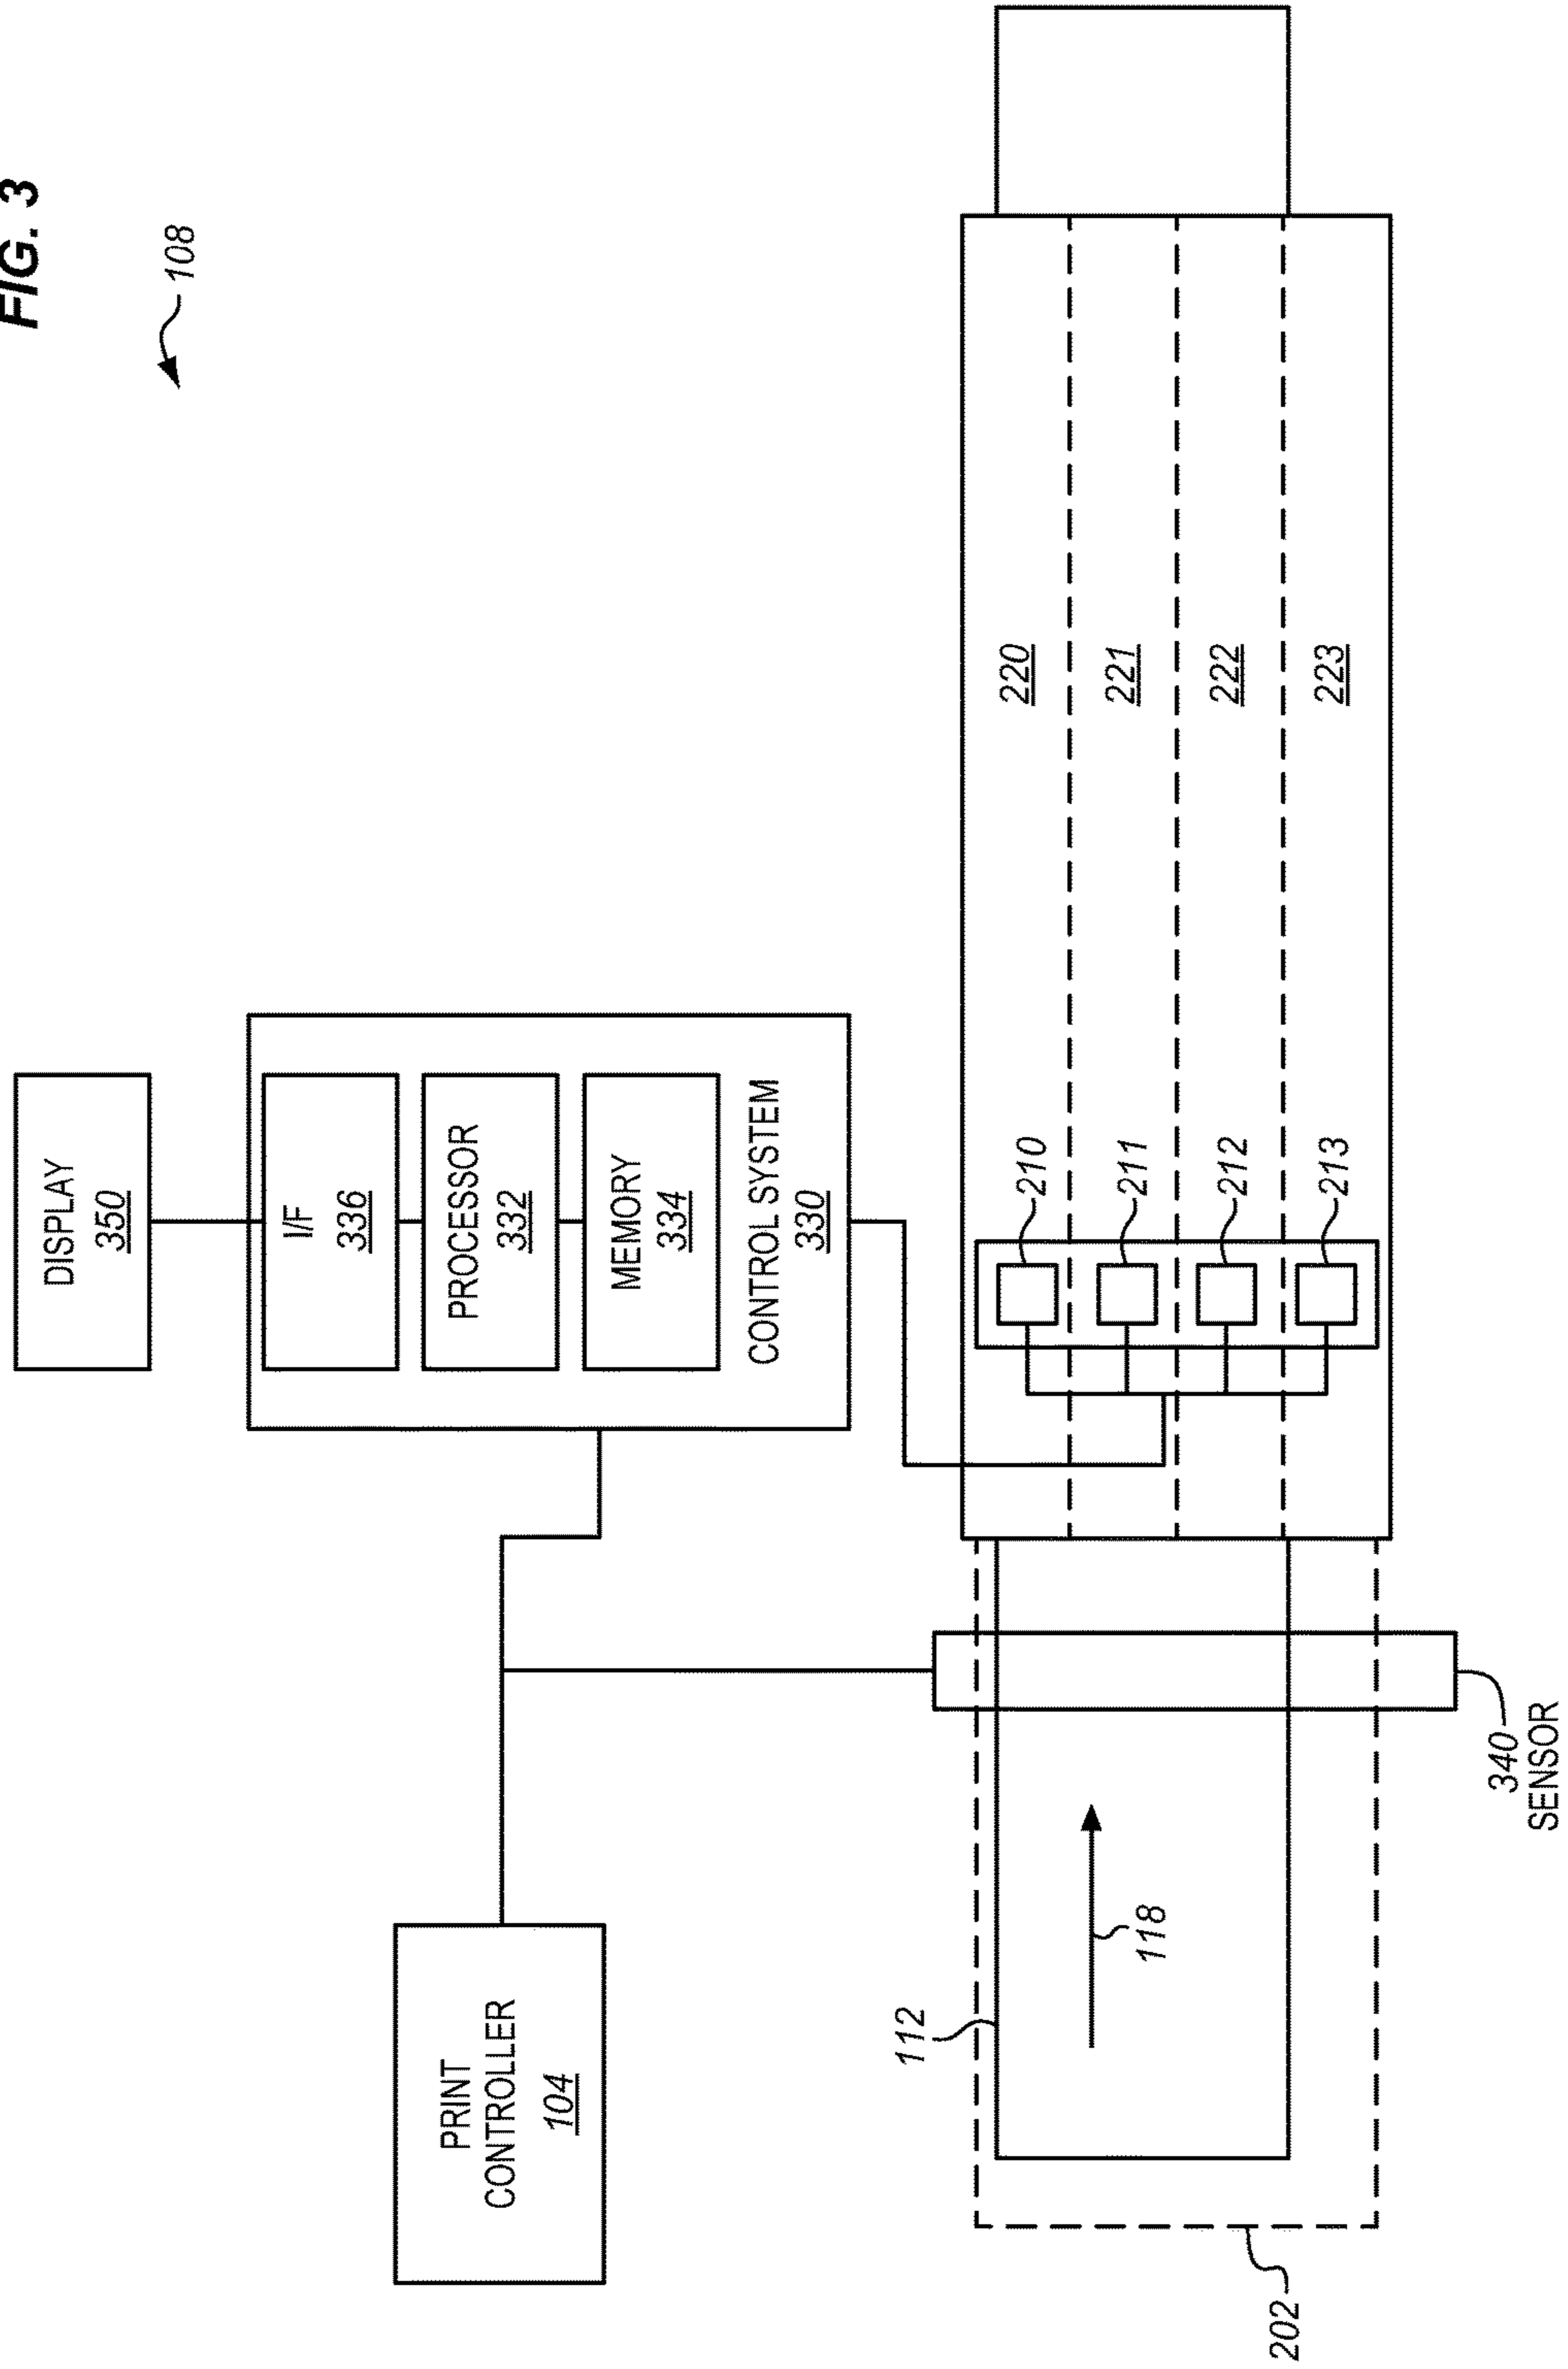 FIG. 3
108
DISPLAY
350
I/F
336
PROCESSOR
332
MEMORY
334
CONTROL SYSTEM
330
PRINT
CONTROLLER
104
112
118
202
340
SENSOR
210
211
212
213
220
221
222
223